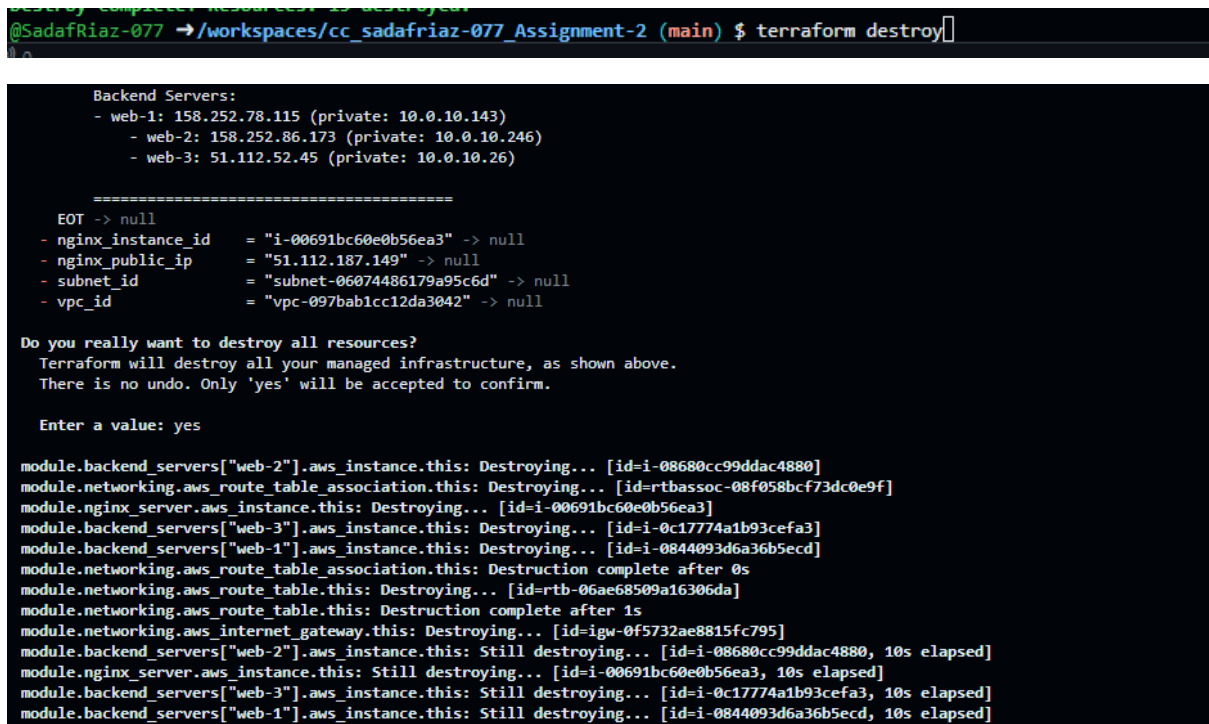 Destroy complete! Resources: 15 destroyed.
@SadafRiaz-077 ➜/workspaces/cc_sadafriaz-077_Assignment-2 (main) $ terraform destroy
Backend Servers:
- web-1: 158.252.78.115 (private: 10.0.10.143)
- web-2: 158.252.86.173 (private: 10.0.10.246)
- web-3: 51.112.52.45 (private: 10.0.10.26)
========================================
EOT -> null
- nginx_instance_id = "i-00691bc60e0b56ea3" -> null
- nginx_public_ip = "51.112.187.149" -> null
- subnet_id = "subnet-06074486179a95c6d" -> null
- vpc_id = "vpc-097bab1cc12da3042" -> null
Do you really want to destroy all resources?
Terraform will destroy all your managed infrastructure, as shown above.
There is no undo. Only 'yes' will be accepted to confirm.
Enter a value: yes
module.backend_servers["web-2"].aws_instance.this: Destroying... [id=i-08680cc99ddac4880]
module.networking.aws_route_table_association.this: Destroying... [id=rtbassoc-08f058bcf73dc0e9f]
module.nginx_server.aws_instance.this: Destroying... [id=i-00691bc60e0b56ea3]
module.backend_servers["web-3"].aws_instance.this: Destroying... [id=i-0c17774a1b93cefa3]
module.backend_servers["web-1"].aws_instance.this: Destroying... [id=i-0844093d6a36b5ecd]
module.networking.aws_route_table_association.this: Destruction complete after 0s
module.networking.aws_route_table.this: Destroying... [id=rtb-06ae68509a16306da]
module.networking.aws_route_table.this: Destruction complete after 1s
module.networking.aws_internet_gateway.this: Destroying... [id=igw-0f5732ae8815fc795]
module.backend_servers["web-2"].aws_instance.this: Still destroying... [id=i-08680cc99ddac4880, 10s elapsed]
module.nginx_server.aws_instance.this: Still destroying... [id=i-00691bc60e0b56ea3, 10s elapsed]
module.backend_servers["web-3"].aws_instance.this: Still destroying... [id=i-0c17774a1b93cefa3, 10s elapsed]
module.backend_servers["web-1"].aws_instance.this: Still destroying... [id=i-0844093d6a36b5ecd, 10s elapsed]